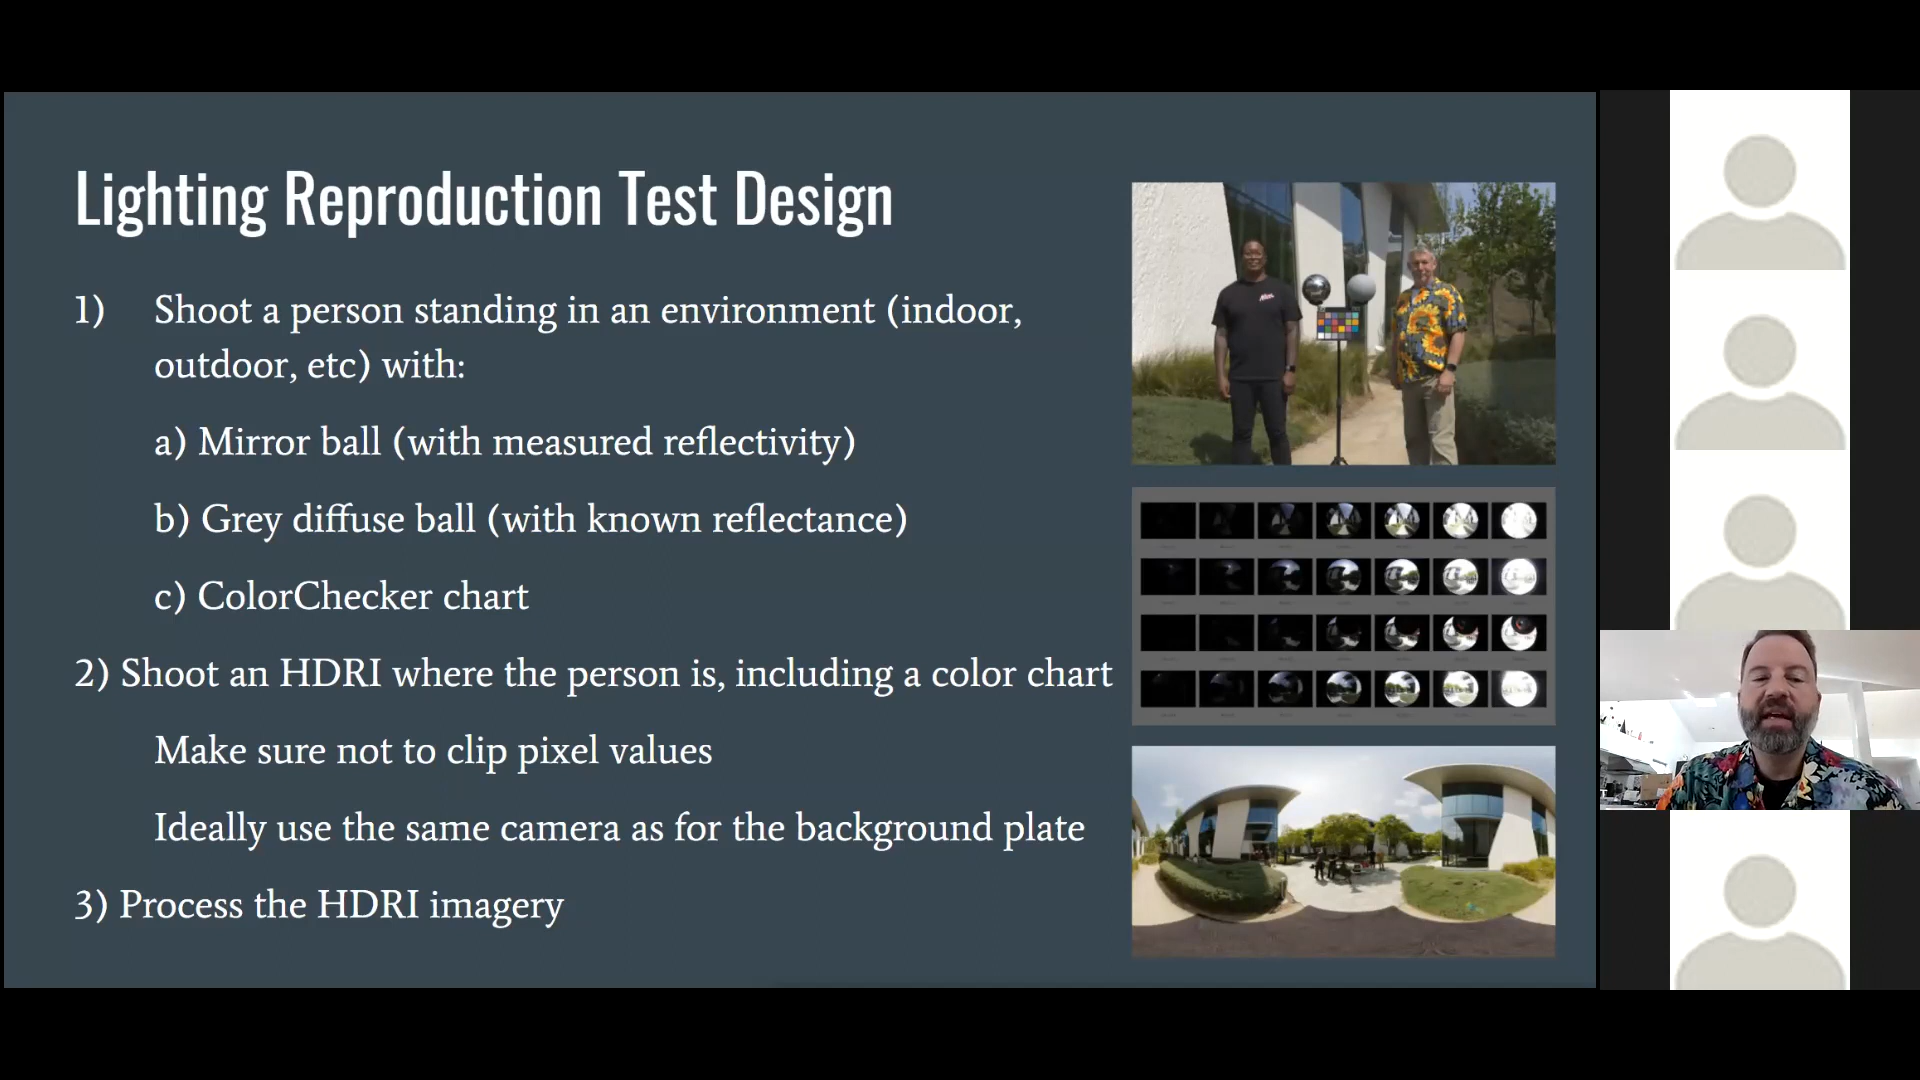 Lighting Reproduction Test Design
1) Shoot a person standing in an environment (indoor,
outdoor, etc) with:
a) Mirror ball (with measured reflectivity)
b) Grey diffuse ball (with known reflectance)
c) ColorChecker chart
2) Shoot an HDRI where the person is, including a color chart
Make sure not to clip pixel values
Ideally use the same camera as for the background plate
3) Process the HDRI imagery